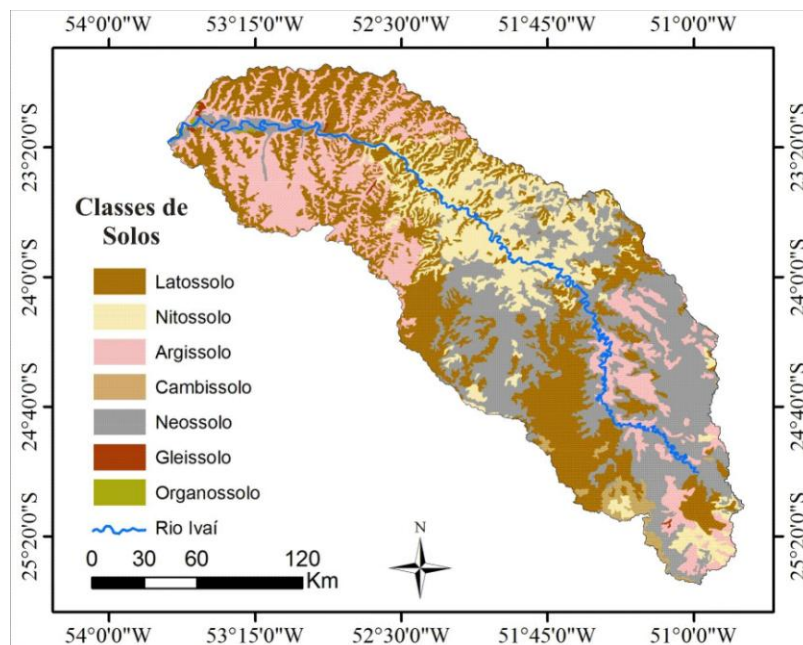 54°0'0"W 53°15'0"W 52°30'0"W 51°45'0"W 51°0'0"W
23°20'0"S 23°20'0"S
Classes de
Solos
24°0'0"S 24°0'0"S
Latossolo
Nitossolo
Argissolo
Cambissolo
24°40'0"S 24°40'0"S
Neossolo
Gleissolo
Organossolo
Rio Ivaí
N
25°20'0"S 25°20'0"S
0 30 60 120
Km
54°0'0"W 53°15'0"W 52°30'0"W 51°45'0"W 51°0'0"W